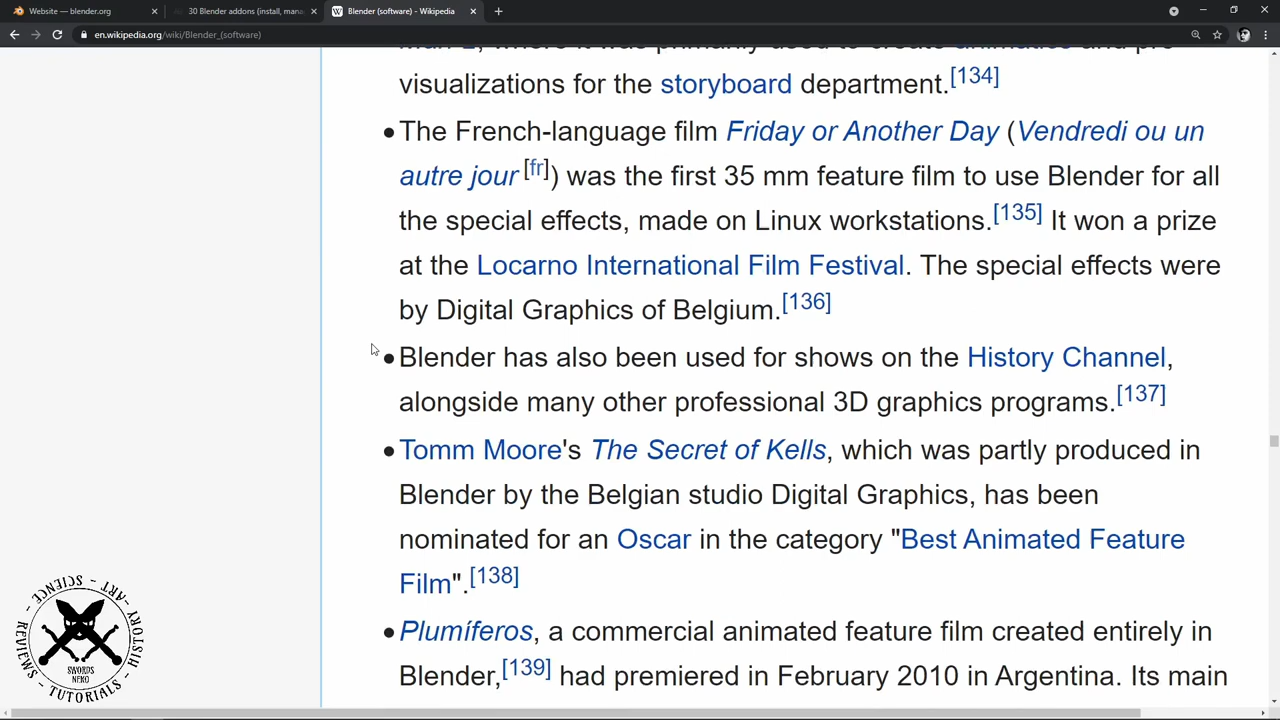 Website — blender.org
30 Blender addons (install, mana
Blender (software) - Wikipedia
en.wikipedia.org/wiki/Blender_(software)
visualizations for the storyboard department.[134]
The French-language film Friday or Another Day (Vendredi ou un
autre jour [fr]) was the first 35 mm feature film to use Blender for all
the special effects, made on Linux workstations.[135] It won a prize
at the Locarno International Film Festival. The special effects were
by Digital Graphics of Belgium.[136]
Blender has also been used for shows on the History Channel,
alongside many other professional 3D graphics programs.[137]
Tomm Moore's The Secret of Kells, which was partly produced in
Blender by the Belgian studio Digital Graphics, has been
nominated for an Oscar in the category "Best Animated Feature
Film".[138]
Plumíferos, a commercial animated feature film created entirely in
Blender,[139] had premiered in February 2010 in Argentina. Its main
REVIEWS - SCIENCE - ART - HISTORY - TUTORIALS -
SWORDS
NERD